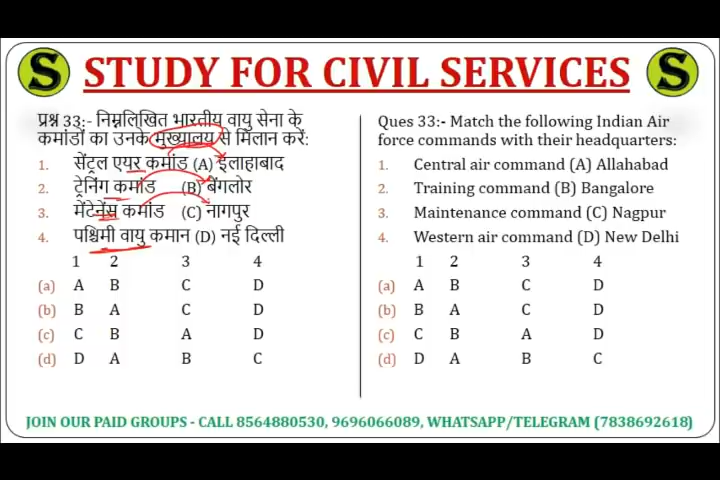 S STUDY FOR CIVIL SERVICES S
प्रश्न 33:- निम्नलिखित भारतीय वायु सेना के
कमांडों का उनके मुख्यालय से मिलान करें:
1. सेंट्रल एयर कमांड (A) इलाहाबाद
2. ट्रेनिंग कमांड (B) बेंगलोर
3. मेंटेनेंस कमांड (C) नागपुर
4. पश्चिमी वायु कमान (D) नई दिल्ली
1 2 3 4
(a) A B C D
(b) B A C D
(c) C B A D
(d) D A B C
Ques 33:- Match the following Indian Air
force commands with their headquarters:
1. Central air command (A) Allahabad
2. Training command (B) Bangalore
3. Maintenance command (C) Nagpur
4. Western air command (D) New Delhi
1 2 3 4
(a) A B C D
(b) B A C D
(c) C B A D
(d) D A B C
JOIN OUR PAID GROUPS - CALL 8564880530, 9696066089, WHATSAPP/TELEGRAM (7838692618)